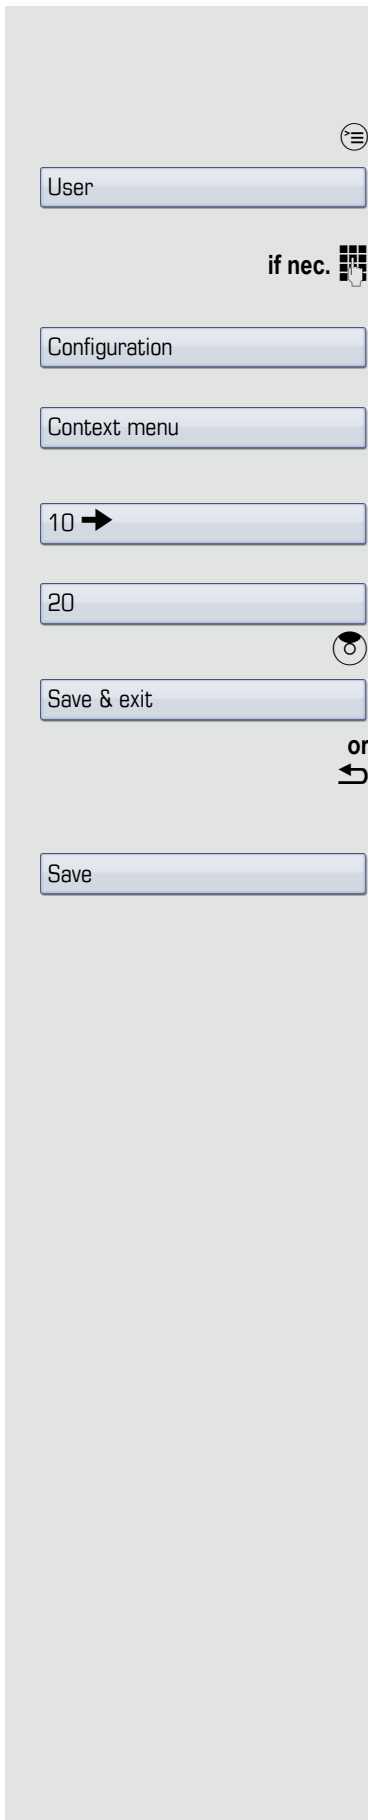 User
if nec.
Configuration
Context menu
10 →
20
Save & exit
or
Save